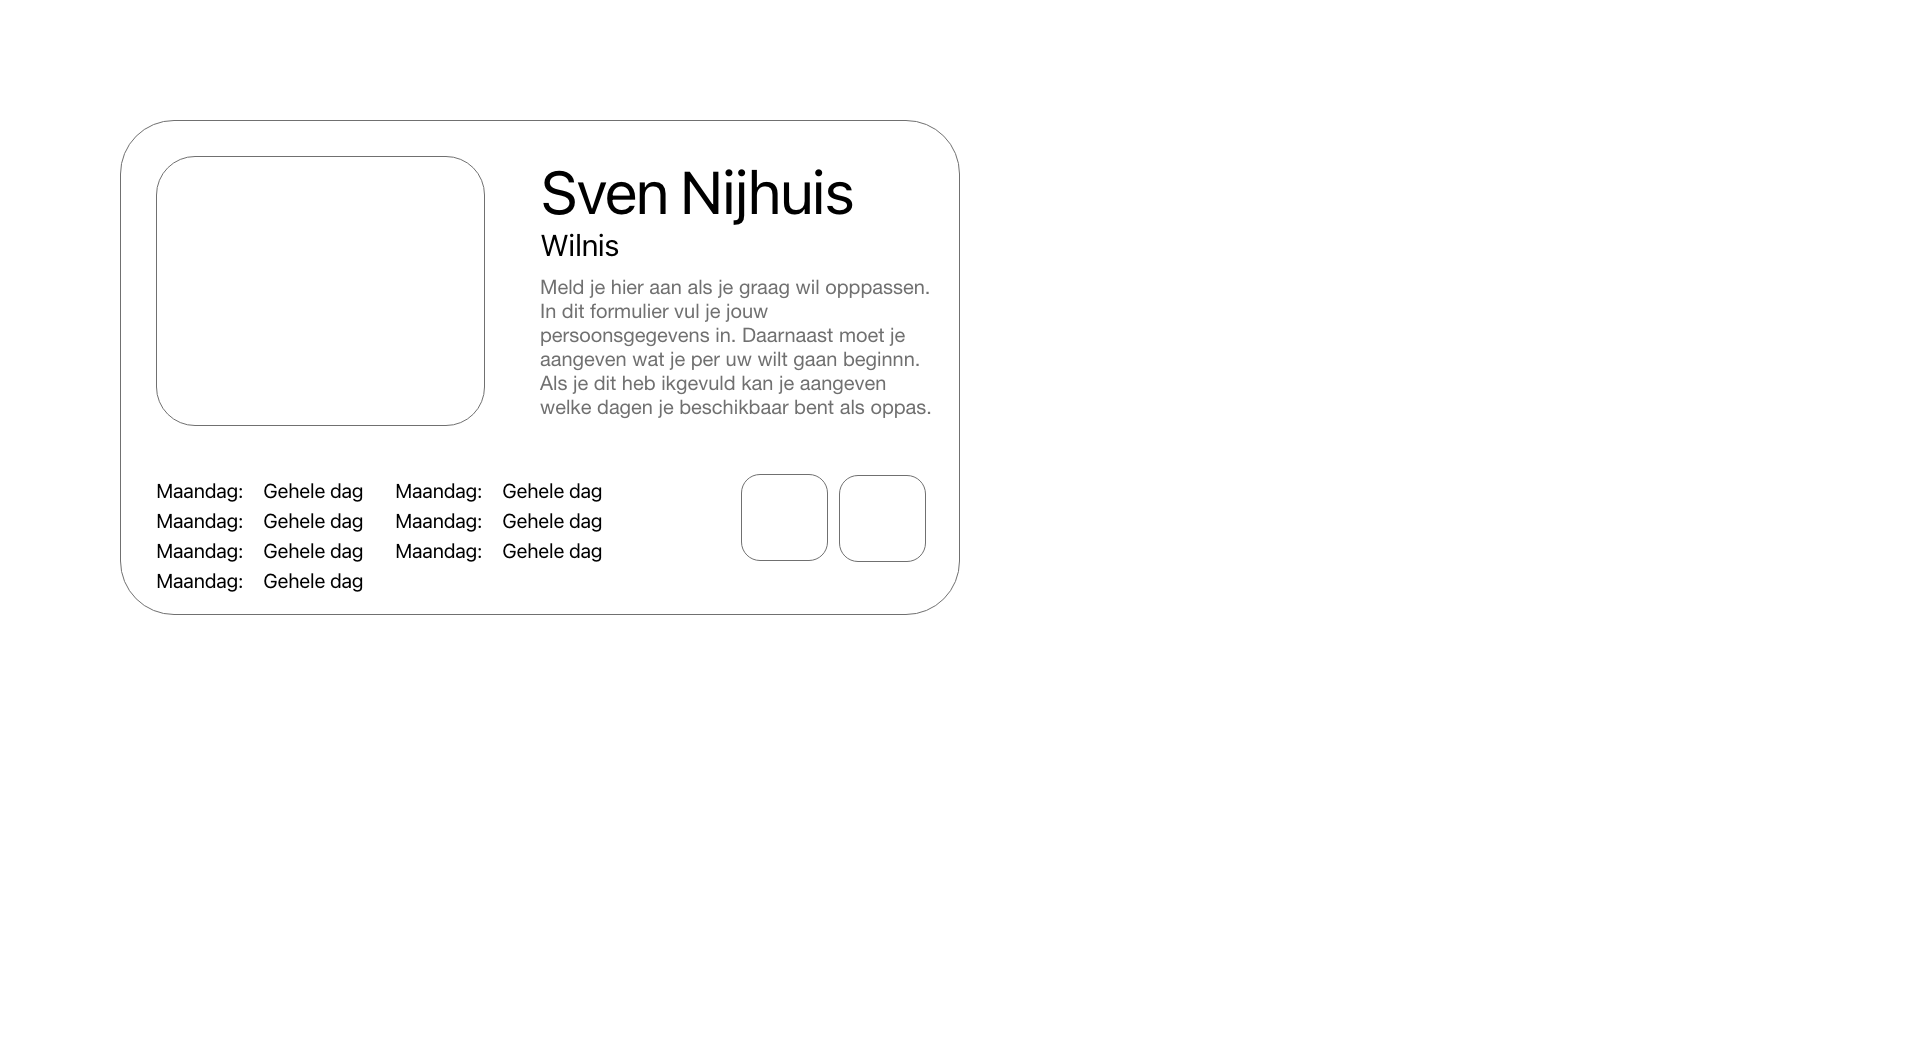 Sven Nijhuis
Wilnis
Meld je hier aan als je graag wil opppassen.
In dit formulier vul je jouw
persoonsgegevens in. Daarnaast moet je
aangeven wat je per uw wilt gaan beginnn.
Als je dit heb ikgevuld kan je aangeven
welke dagen je beschikbaar bent als oppas.
Maandag: Gehele dag Maandag: Gehele dag
Maandag: Gehele dag Maandag: Gehele dag
Maandag: Gehele dag Maandag: Gehele dag
Maandag: Gehele dag